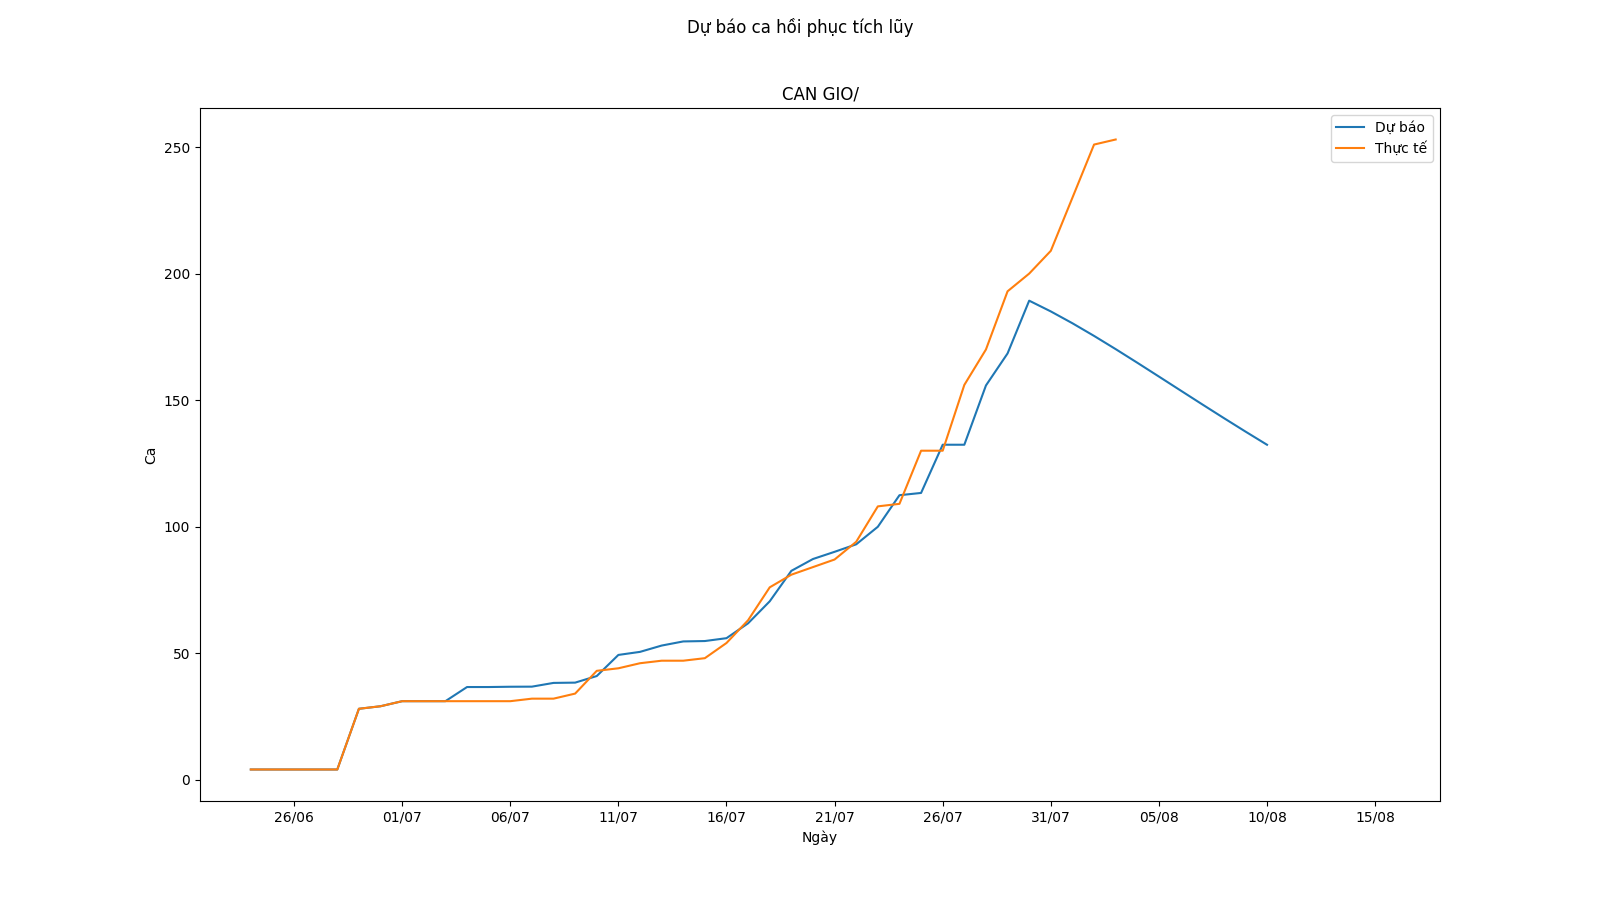 Dự báo ca hồi phục tích lũy
CAN GIO/
Dự báo
Thực tế
250
200
150
100
50
0
Ca
26/06
01/07
06/07
11/07
16/07
21/07
26/07
31/07
05/08
10/08
15/08
Ngày